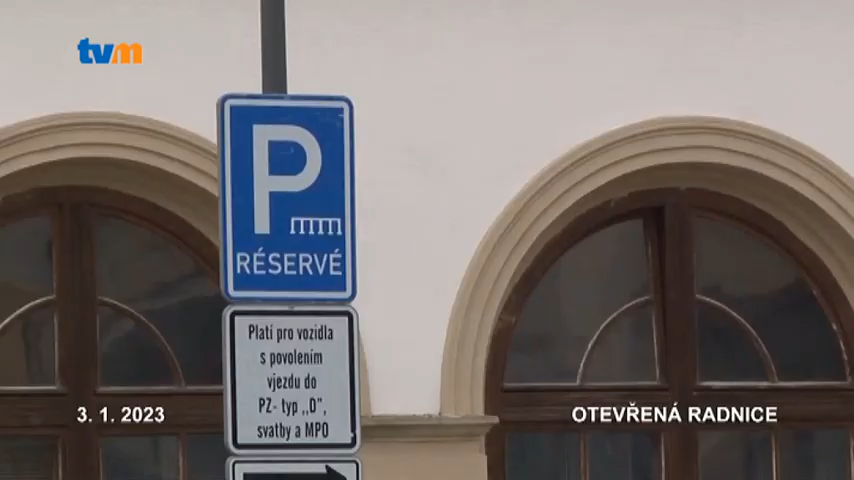 tvm
P
RÉSERVÉ
Platí pro vozidla
s povolením
vjezdu do
PZ- typ ,,D",
svatby a MPO
3. 1. 2023
OTEVŘENÁ RADNICE